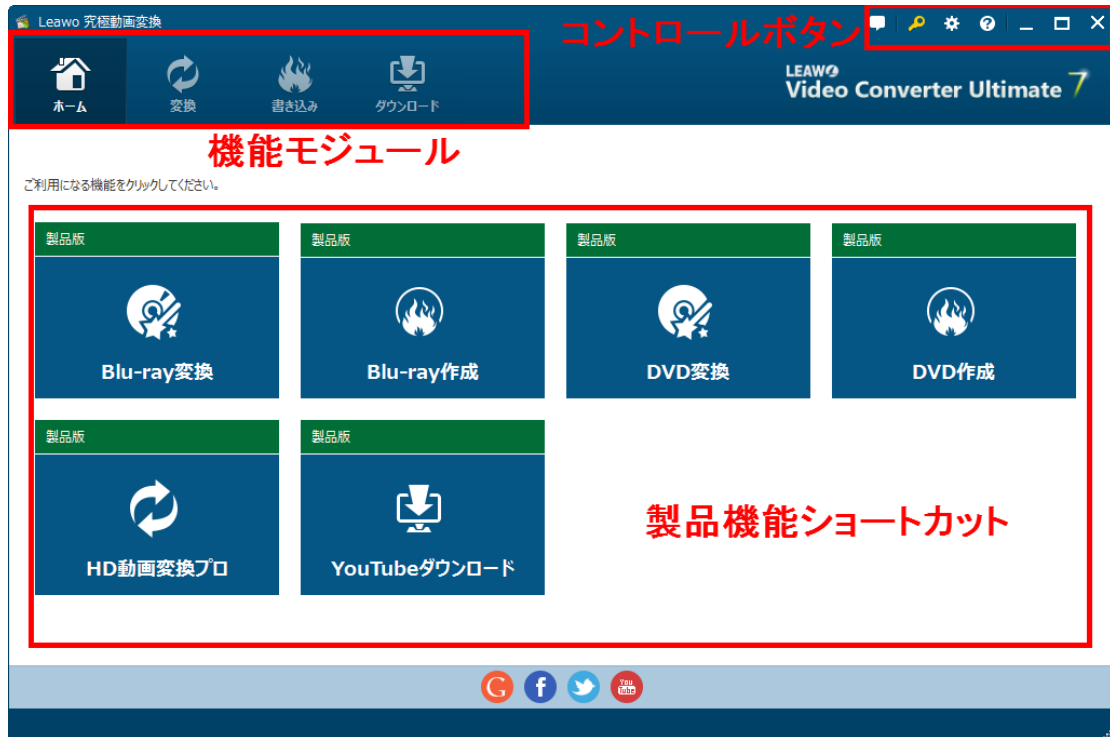 Leawo 究極動画変換
コントロールボタン
ホーム
変換
書き込み
ダウンロード
LEAWO
Video Converter Ultimate 7
機能モジュール
ご利用になる機能をクリックしてください。
製品版
製品版
製品版
製品版
Blu-ray変換
Blu-ray作成
DVD変換
DVD作成
製品版
製品版
製品機能ショートカット
HD動画変換プロ
YouTubeダウンロード
G
f
You
Tube